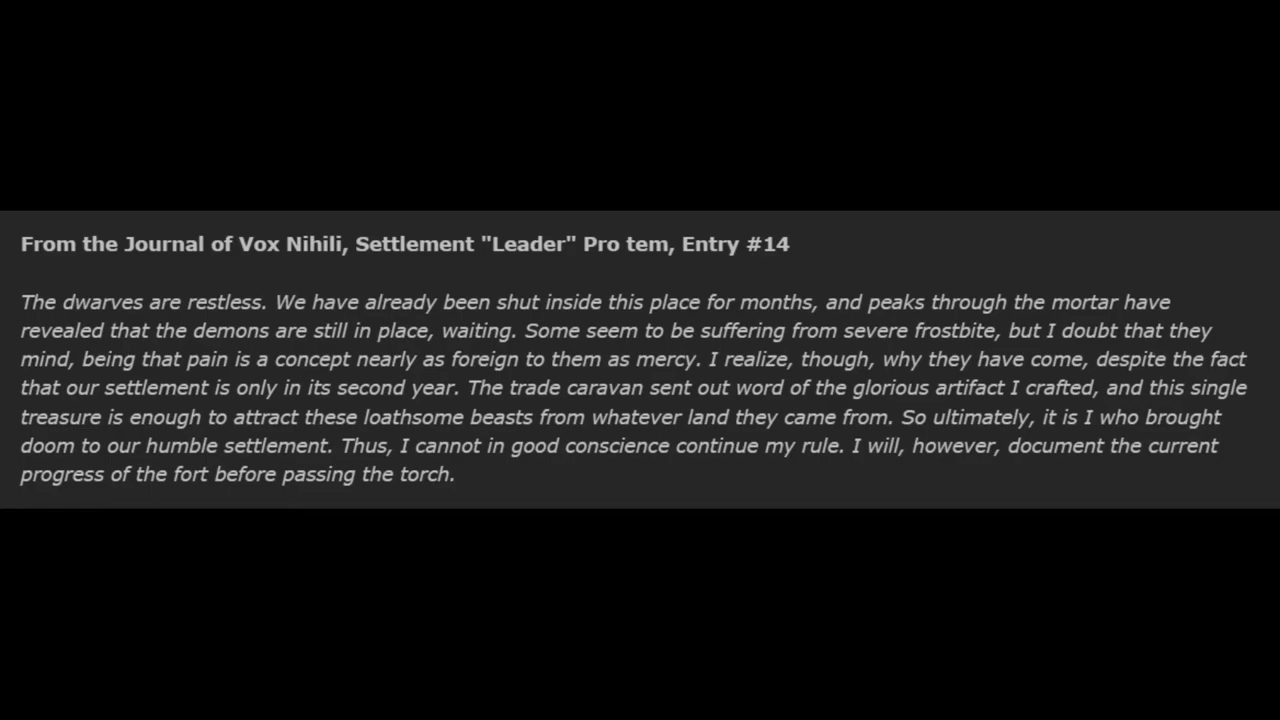 From the Journal of Vox Nihili, Settlement "Leader" Pro tem, Entry #14
The dwarves are restless. We have already been shut inside this place for months, and peaks through the mortar have
revealed that the demons are still in place, waiting. Some seem to be suffering from severe frostbite, but I doubt that they
mind, being that pain is a concept nearly as foreign to them as mercy. I realize, though, why they have come, despite the fact
that our settlement is only in its second year. The trade caravan sent out word of the glorious artifact I crafted, and this single
treasure is enough to attract these loathsome beasts from whatever land they came from. So ultimately, it is I who brought
doom to our humble settlement. Thus, I cannot in good conscience continue my rule. I will, however, document the current
progress of the fort before passing the torch.